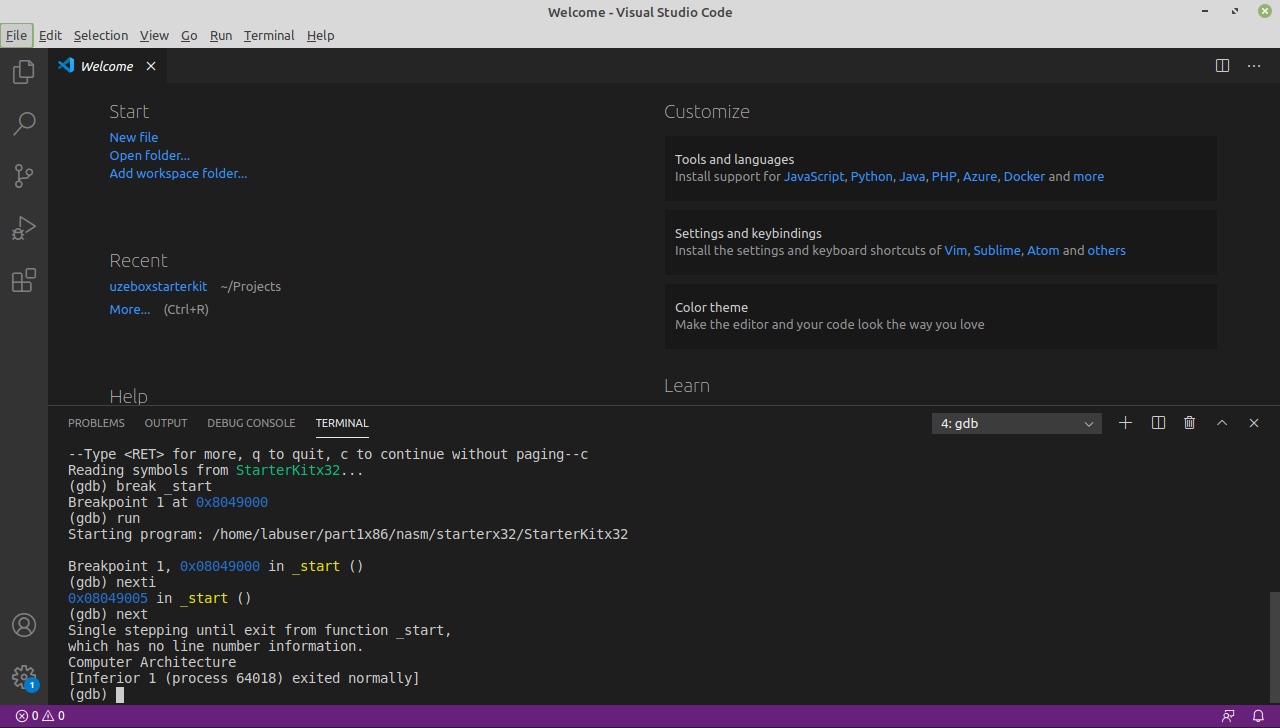 Welcome - Visual Studio Code
File Edit Selection View Go Run Terminal Help
Welcome
Start
New file
Open folder...
Add workspace folder...
Recent
uzeboxstarterkit ~/Projects
More... (Ctrl+R)
Help
Customize
Tools and languages
Install support for JavaScript, Python, Java, PHP, Azure, Docker and more
Settings and keybindings
Install the settings and keyboard shortcuts of Vim, Sublime, Atom and others
Color theme
Make the editor and your code look the way you love
Learn
PROBLEMS OUTPUT DEBUG CONSOLE TERMINAL 4: gdb
--Type <RET> for more, q to quit, c to continue without paging--c
Reading symbols from StarterKitx32...
(gdb) break _start
Breakpoint 1 at 0x8049000
(gdb) run
Starting program: /home/labuser/part1x86/nasm/starterx32/StarterKitx32
Breakpoint 1, 0x08049000 in _start ()
(gdb) nexti
0x08049005 in _start ()
(gdb) next
Single stepping until exit from function _start,
which has no line number information.
Computer Architecture
[Inferior 1 (process 64018) exited normally]
(gdb)
1
0 0